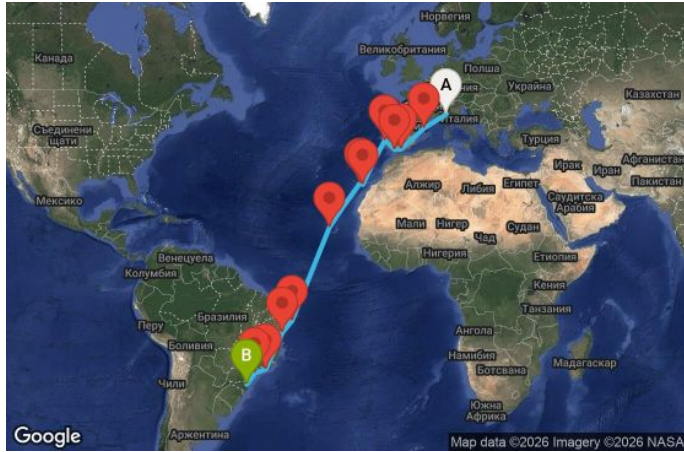 Норвегия
Великобритания
Канада
Полша
Украйна
Казахстан
A
Италия
Съединени
щати
Турция
Ирак
Афганистан
Иран
Пакистан
Алжир
Либия
Египет
Саудитска
Арабия
Мексико
Мали
Нигер
Судан
Чад
Венецуела
Нигерия
Етиопия
Колумбия
Кения
Бразилия
Танзания
Перу
Ангола
Боливия
B
Намибия
Мадагаскар
Ботсвана
Чили
Южна
Африка
Аржентина
Google
Map data ©2026 Imagery ©2026 NASA